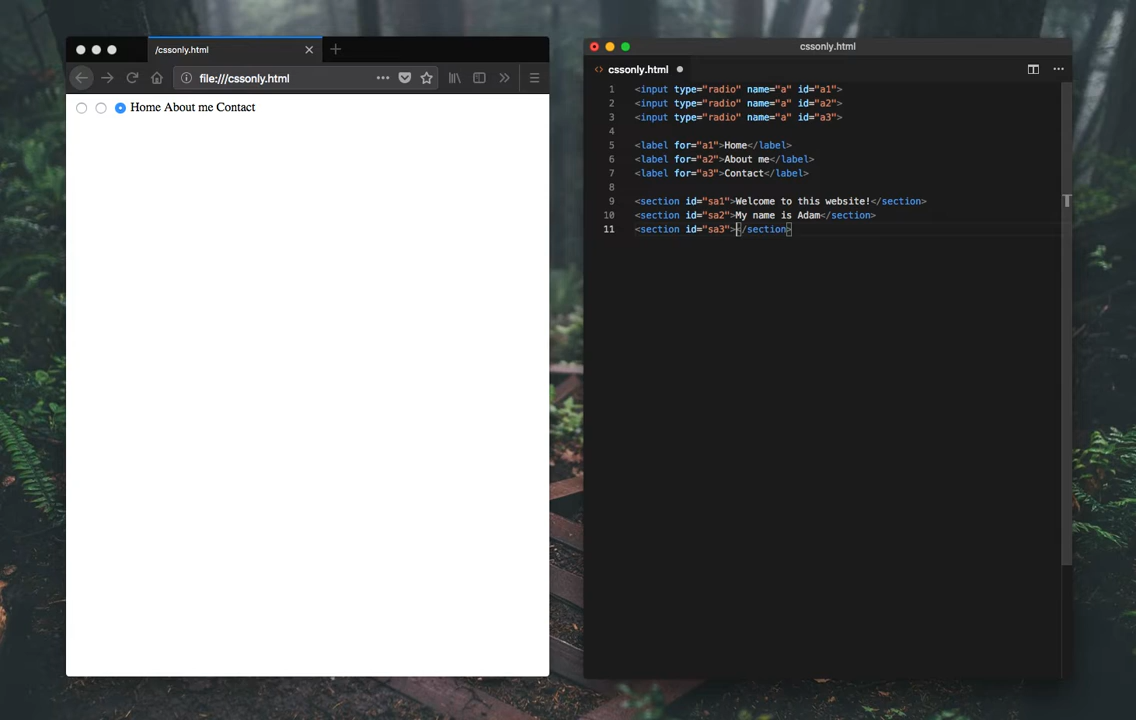 /cssonly.html
file:///cssonly.html
Home About me Contact
cssonly.html
<> cssonly.html
1 <input type="radio" name="a" id="a1">
2 <input type="radio" name="a" id="a2">
3 <input type="radio" name="a" id="a3">
4
5 <label for="a1">Home</label>
6 <label for="a2">About me</label>
7 <label for="a3">Contact</label>
8
9 <section id="sa1">Welcome to this website!</section>
10 <section id="sa2">My name is Adam</section>
11 <section id="sa3"></section>